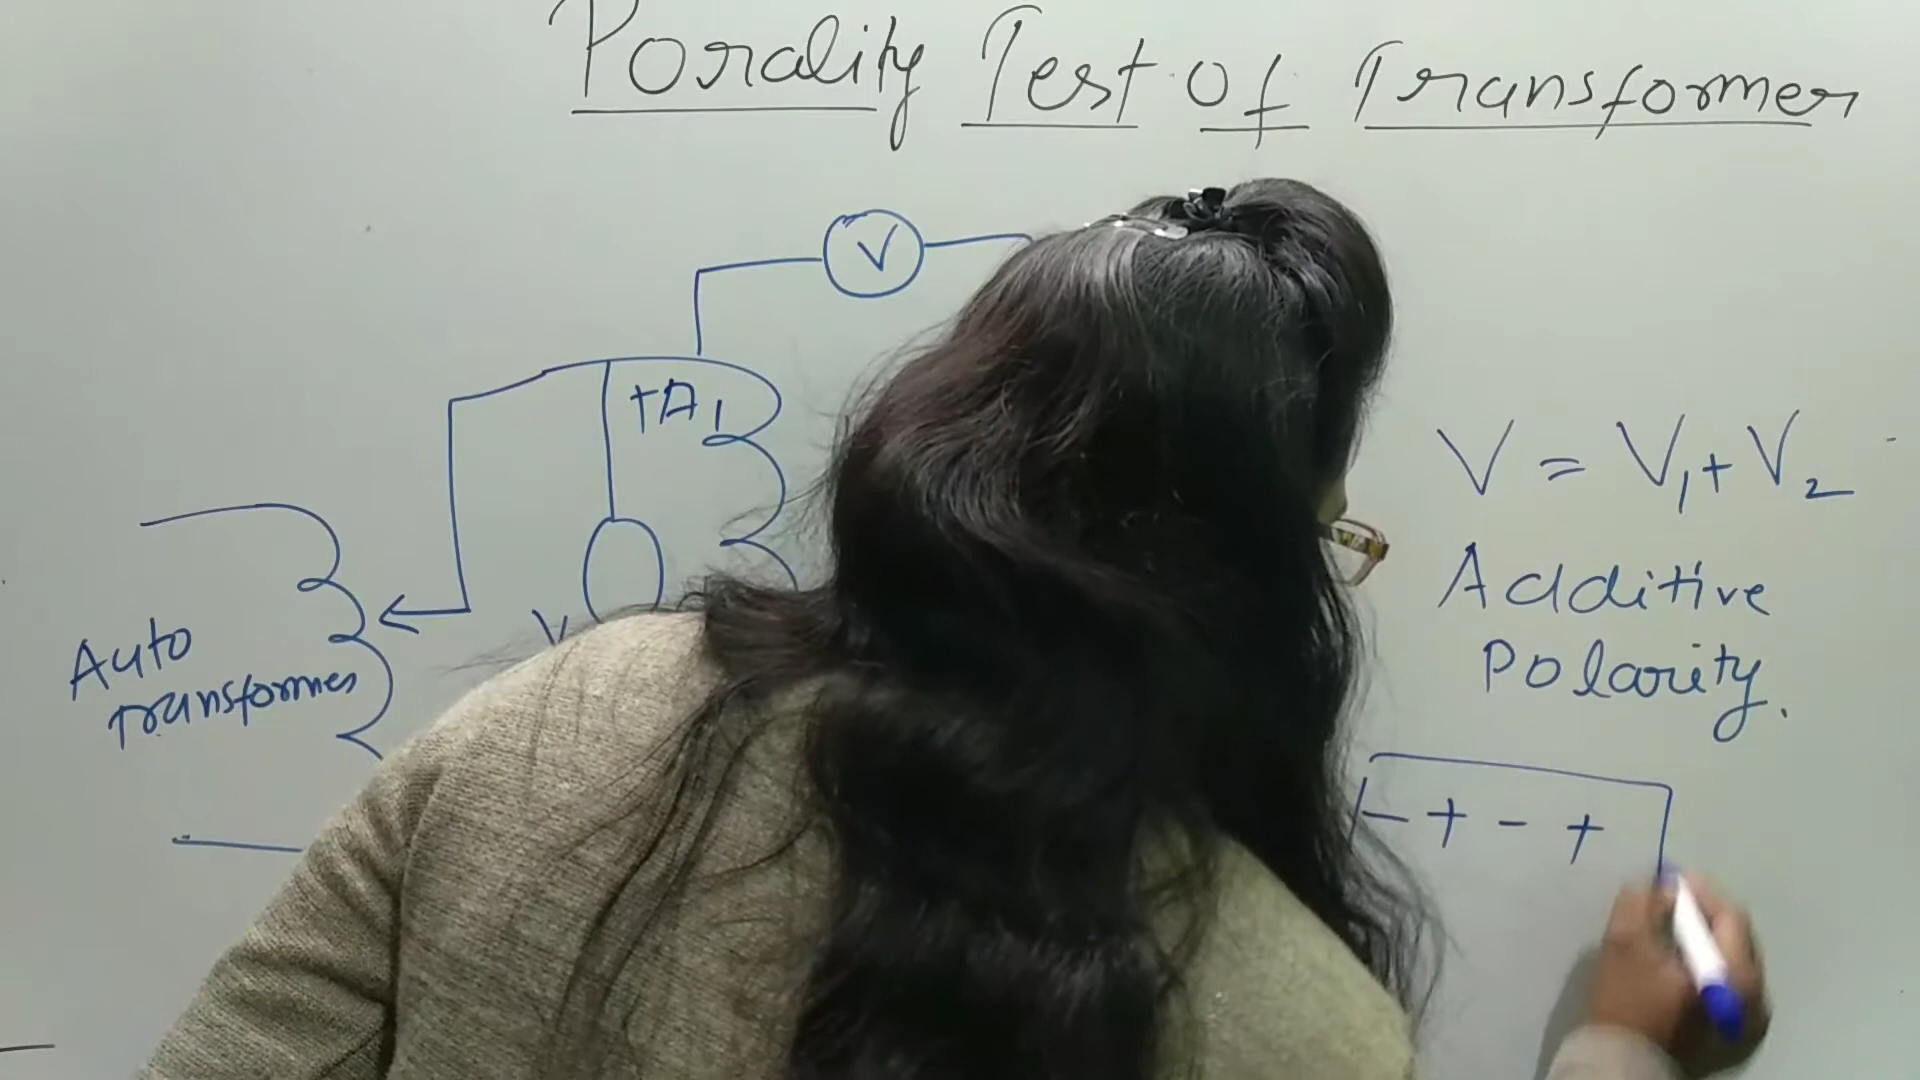 Porality Test of Transformer
V
+A1
V = V1 + V2
Additive
Polarity.
Auto
Transformer
V
- + - +